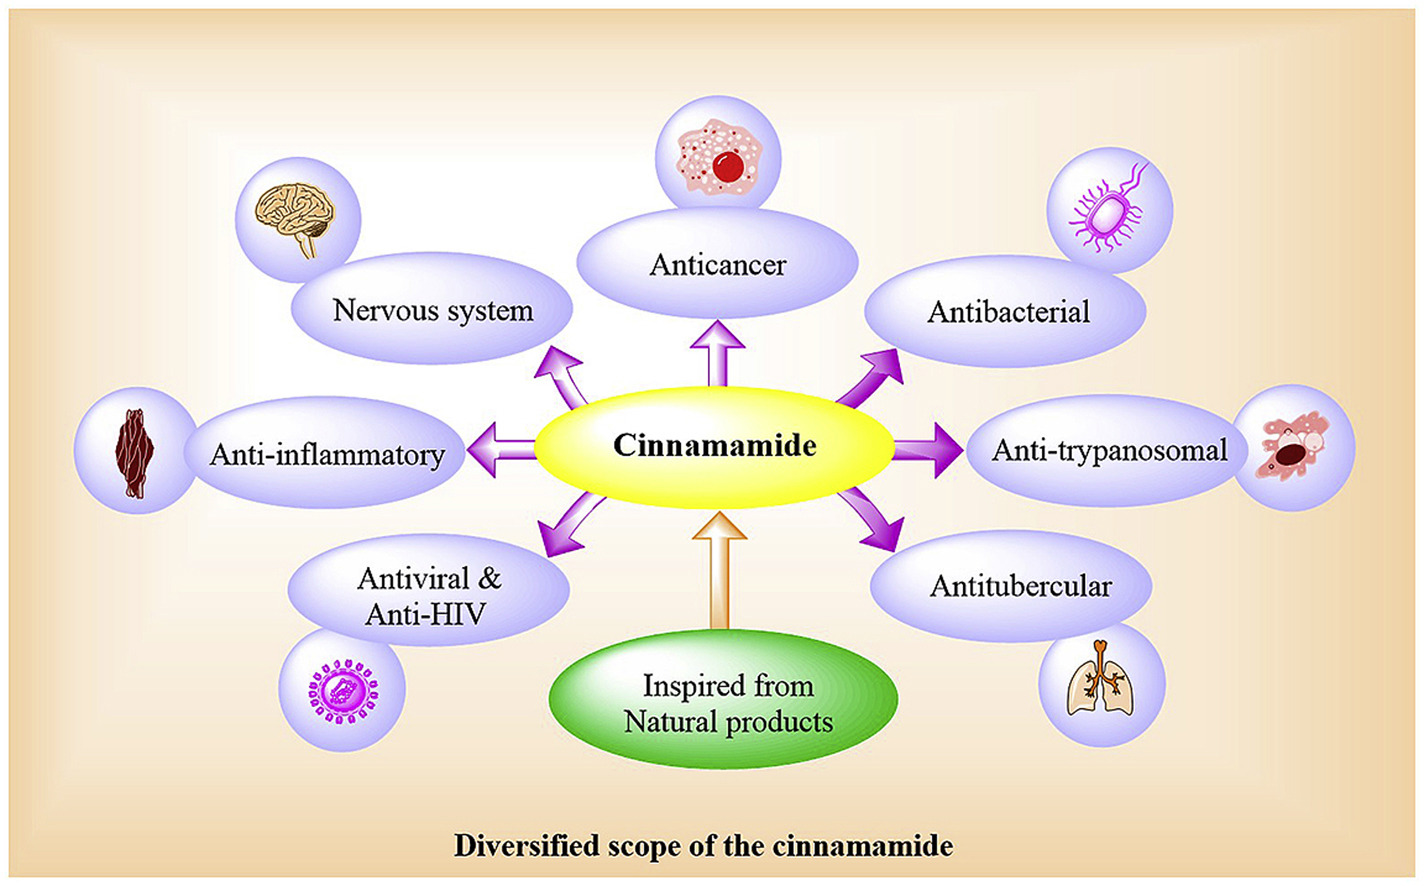 Anticancer
Nervous system
Antibacterial
Cinnamamide
Anti-inflammatory
Anti-trypanosomal
Antiviral &
Anti-HIV
Antitubercular
Inspired from
Natural products
Diversified scope of the cinnamamide